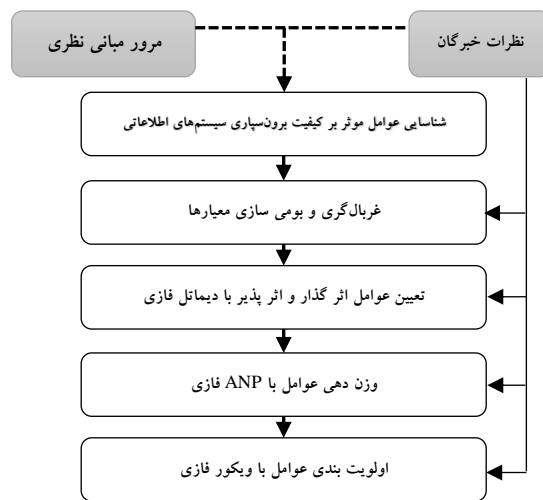 نظرات خبرگان
مرور مبانی نظری
شناسایی عوامل موثر بر کیفیت برون‌سپاری سیستم‌های اطلاعاتی
غربال‌گری و بومی سازی معیارها
تعیین عوامل اثر گذار و اثر پذیر با دیماتل فازی
وزن دهی عوامل با ANP فازی
اولویت بندی عوامل با ویکور فازی